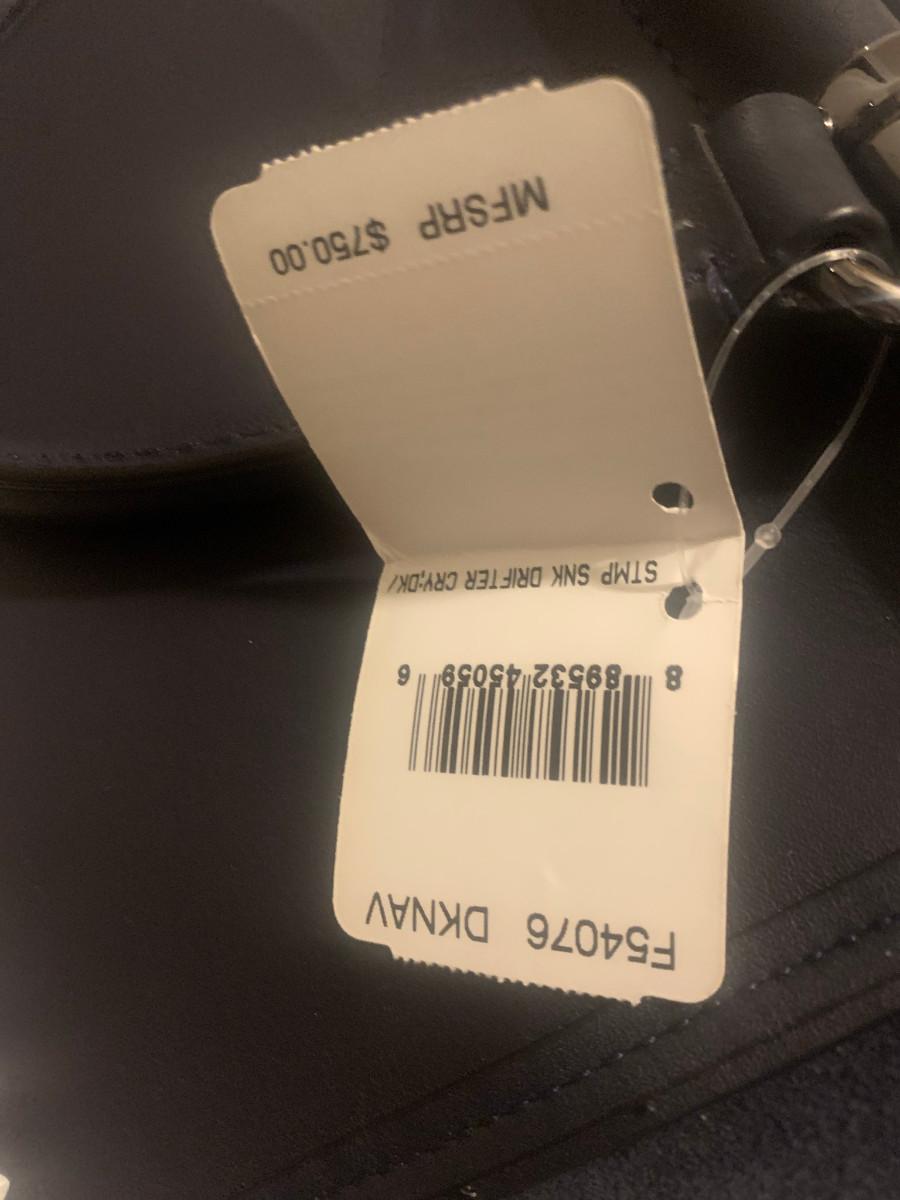 F54076 DKNAV
8 89532 45059 6
STMP SNK DRIFTER CRY;DK/
MFSRP $750.00